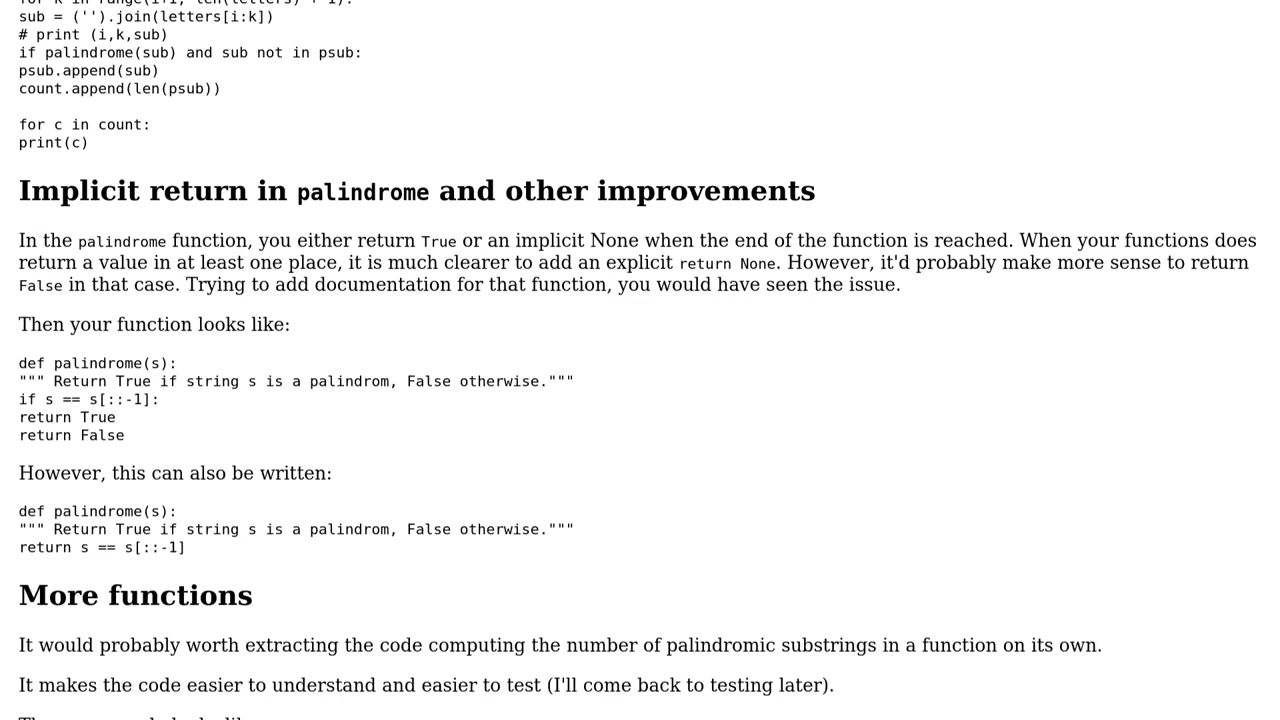 sub = ('').join(letters[i:k])
# print (i,k,sub)
if palindrome(sub) and sub not in psub:
psub.append(sub)
count.append(len(psub))
for c in count:
print(c)
Implicit return in palindrome and other improvements
In the palindrome function, you either return True or an implicit None when the end of the function is reached. When your functions does
return a value in at least one place, it is much clearer to add an explicit return None. However, it'd probably make more sense to return
False in that case. Trying to add documentation for that function, you would have seen the issue.
Then your function looks like:
def palindrome(s):
""" Return True if string s is a palindrom, False otherwise."""
if s == s[::-1]:
return True
return False
However, this can also be written:
def palindrome(s):
""" Return True if string s is a palindrom, False otherwise."""
return s == s[::-1]
More functions
It would probably worth extracting the code computing the number of palindromic substrings in a function on its own.
It makes the code easier to understand and easier to test (I'll come back to testing later).